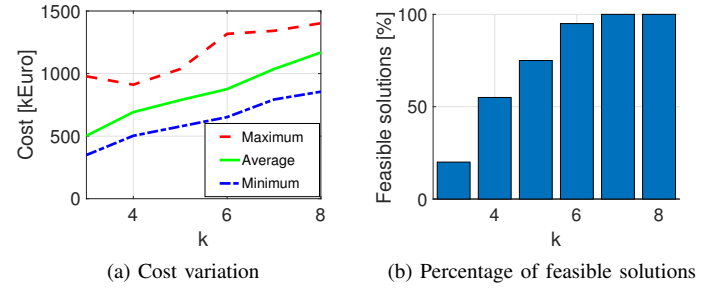 1500
1000
500
0
Cost [kEuro]
4
6
8
k
Maximum
Average
Minimum
(a) Cost variation
100
50
0
Feasible solutions [%]
4
6
8
k
(b) Percentage of feasible solutions